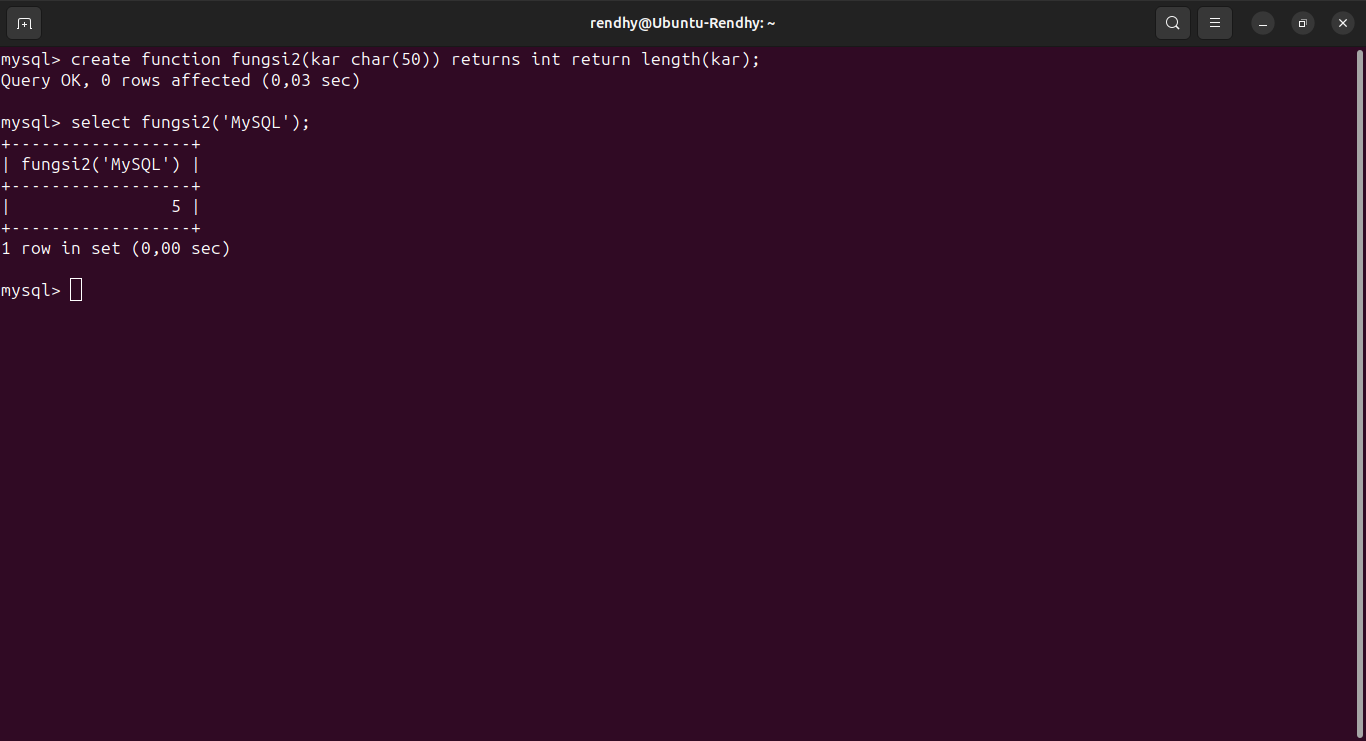 rendhy@Ubuntu-Rendhy: ~
mysql> create function fungsi2(kar char(50)) returns int return length(kar);
Query OK, 0 rows affected (0,03 sec)
mysql> select fungsi2('MySQL');
+------------------+
| fungsi2('MySQL') |
+------------------+
|                5 |
+------------------+
1 row in set (0,00 sec)
mysql>